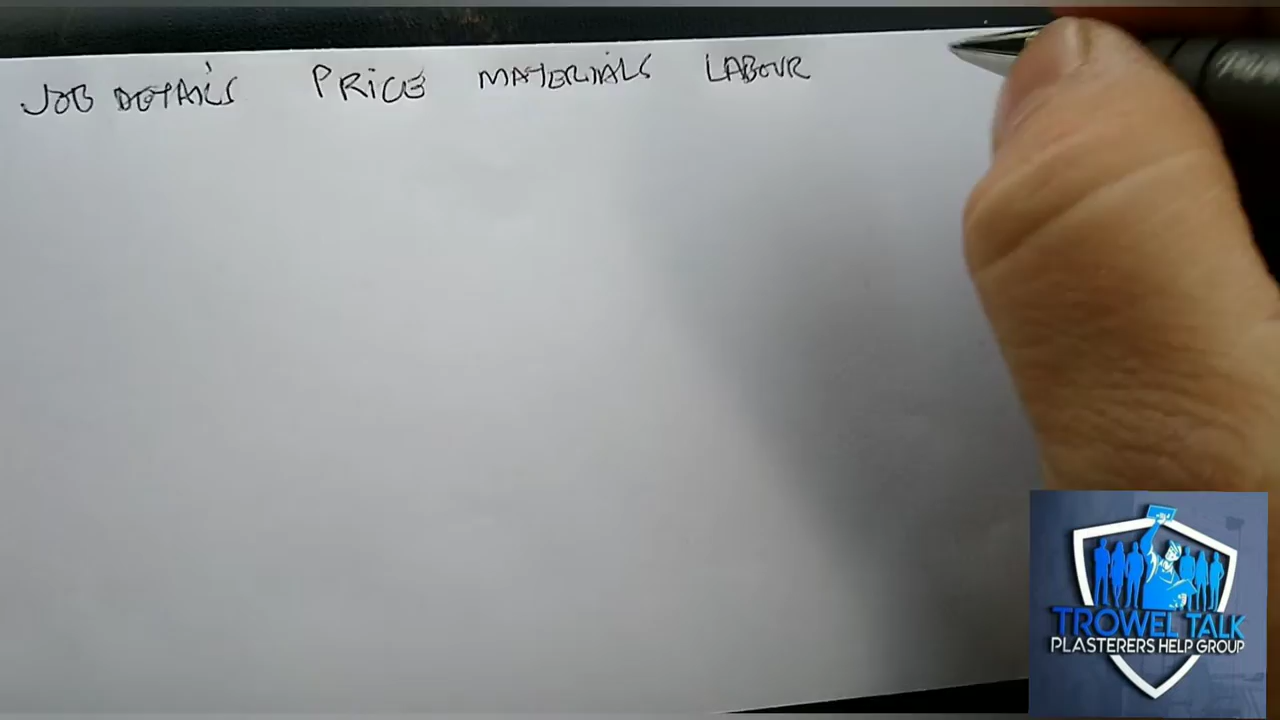 JOB DETAILS PRICE MATERIALS LABOUR
TROWEL TALK
PLASTERERS HELP GROUP